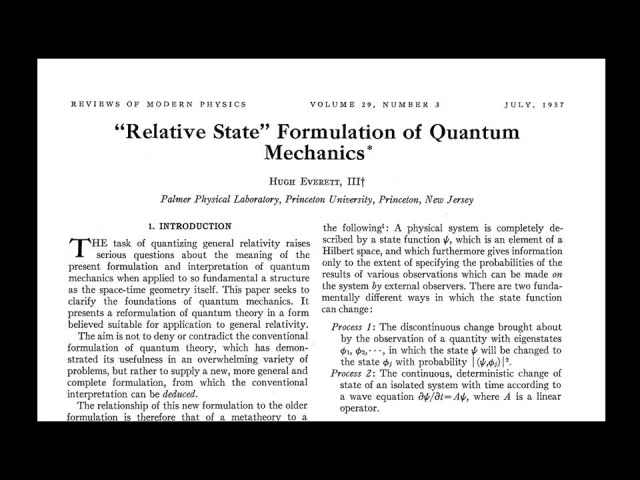 REVIEWS OF MODERN PHYSICS VOLUME 29, NUMBER 3 JULY, 1957
“Relative State” Formulation of Quantum
Mechanics*
HUGH EVERETT, III†
Palmer Physical Laboratory, Princeton University, Princeton, New Jersey
1. INTRODUCTION
THE task of quantizing general relativity raises
serious questions about the meaning of the
present formulation and interpretation of quantum
mechanics when applied to so fundamental a structure
as the space-time geometry itself. This paper seeks to
clarify the foundations of quantum mechanics. It
presents a reformulation of quantum theory in a form
believed suitable for application to general relativity.
The aim is not to deny or contradict the conventional
formulation of quantum theory, which has demon-
strated its usefulness in an overwhelming variety of
problems, but rather to supply a new, more general and
complete formulation, from which the conventional
interpretation can be deduced.
The relationship of this new formulation to the older
formulation is therefore that of a metatheory to a
the following¹: A physical system is completely de-
scribed by a state function ψ, which is an element of a
Hilbert space, and which furthermore gives information
only to the extent of specifying the probabilities of the
results of various observations which can be made on
the system by external observers. There are two funda-
mentally different ways in which the state function
can change:
Process 1: The discontinuous change brought about
by the observation of a quantity with eigenstates
φ₁, φ₂,···, in which the state ψ will be changed to
the state φⱼ with probability |(ψ,φⱼ)|².
Process 2: The continuous, deterministic change of
state of an isolated system with time according to
a wave equation ∂ψ/∂t=Aψ, where A is a linear
operator.